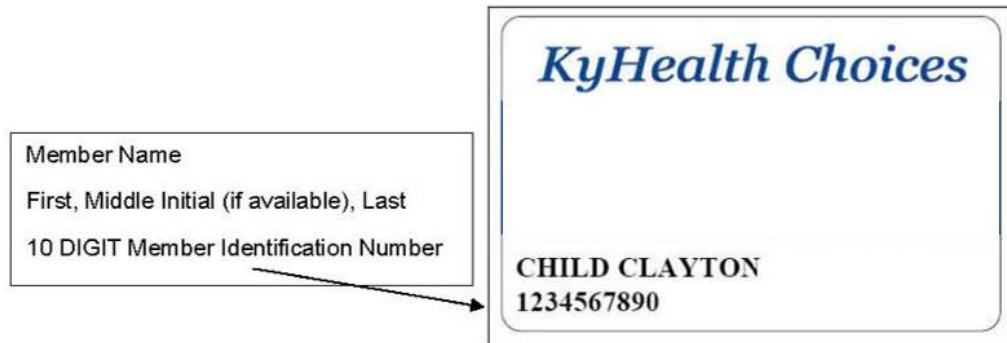 KyHealth Choices
Member Name
First, Middle Initial (if available), Last
10 DIGIT Member Identification Number
CHILD CLAYTON
1234567890